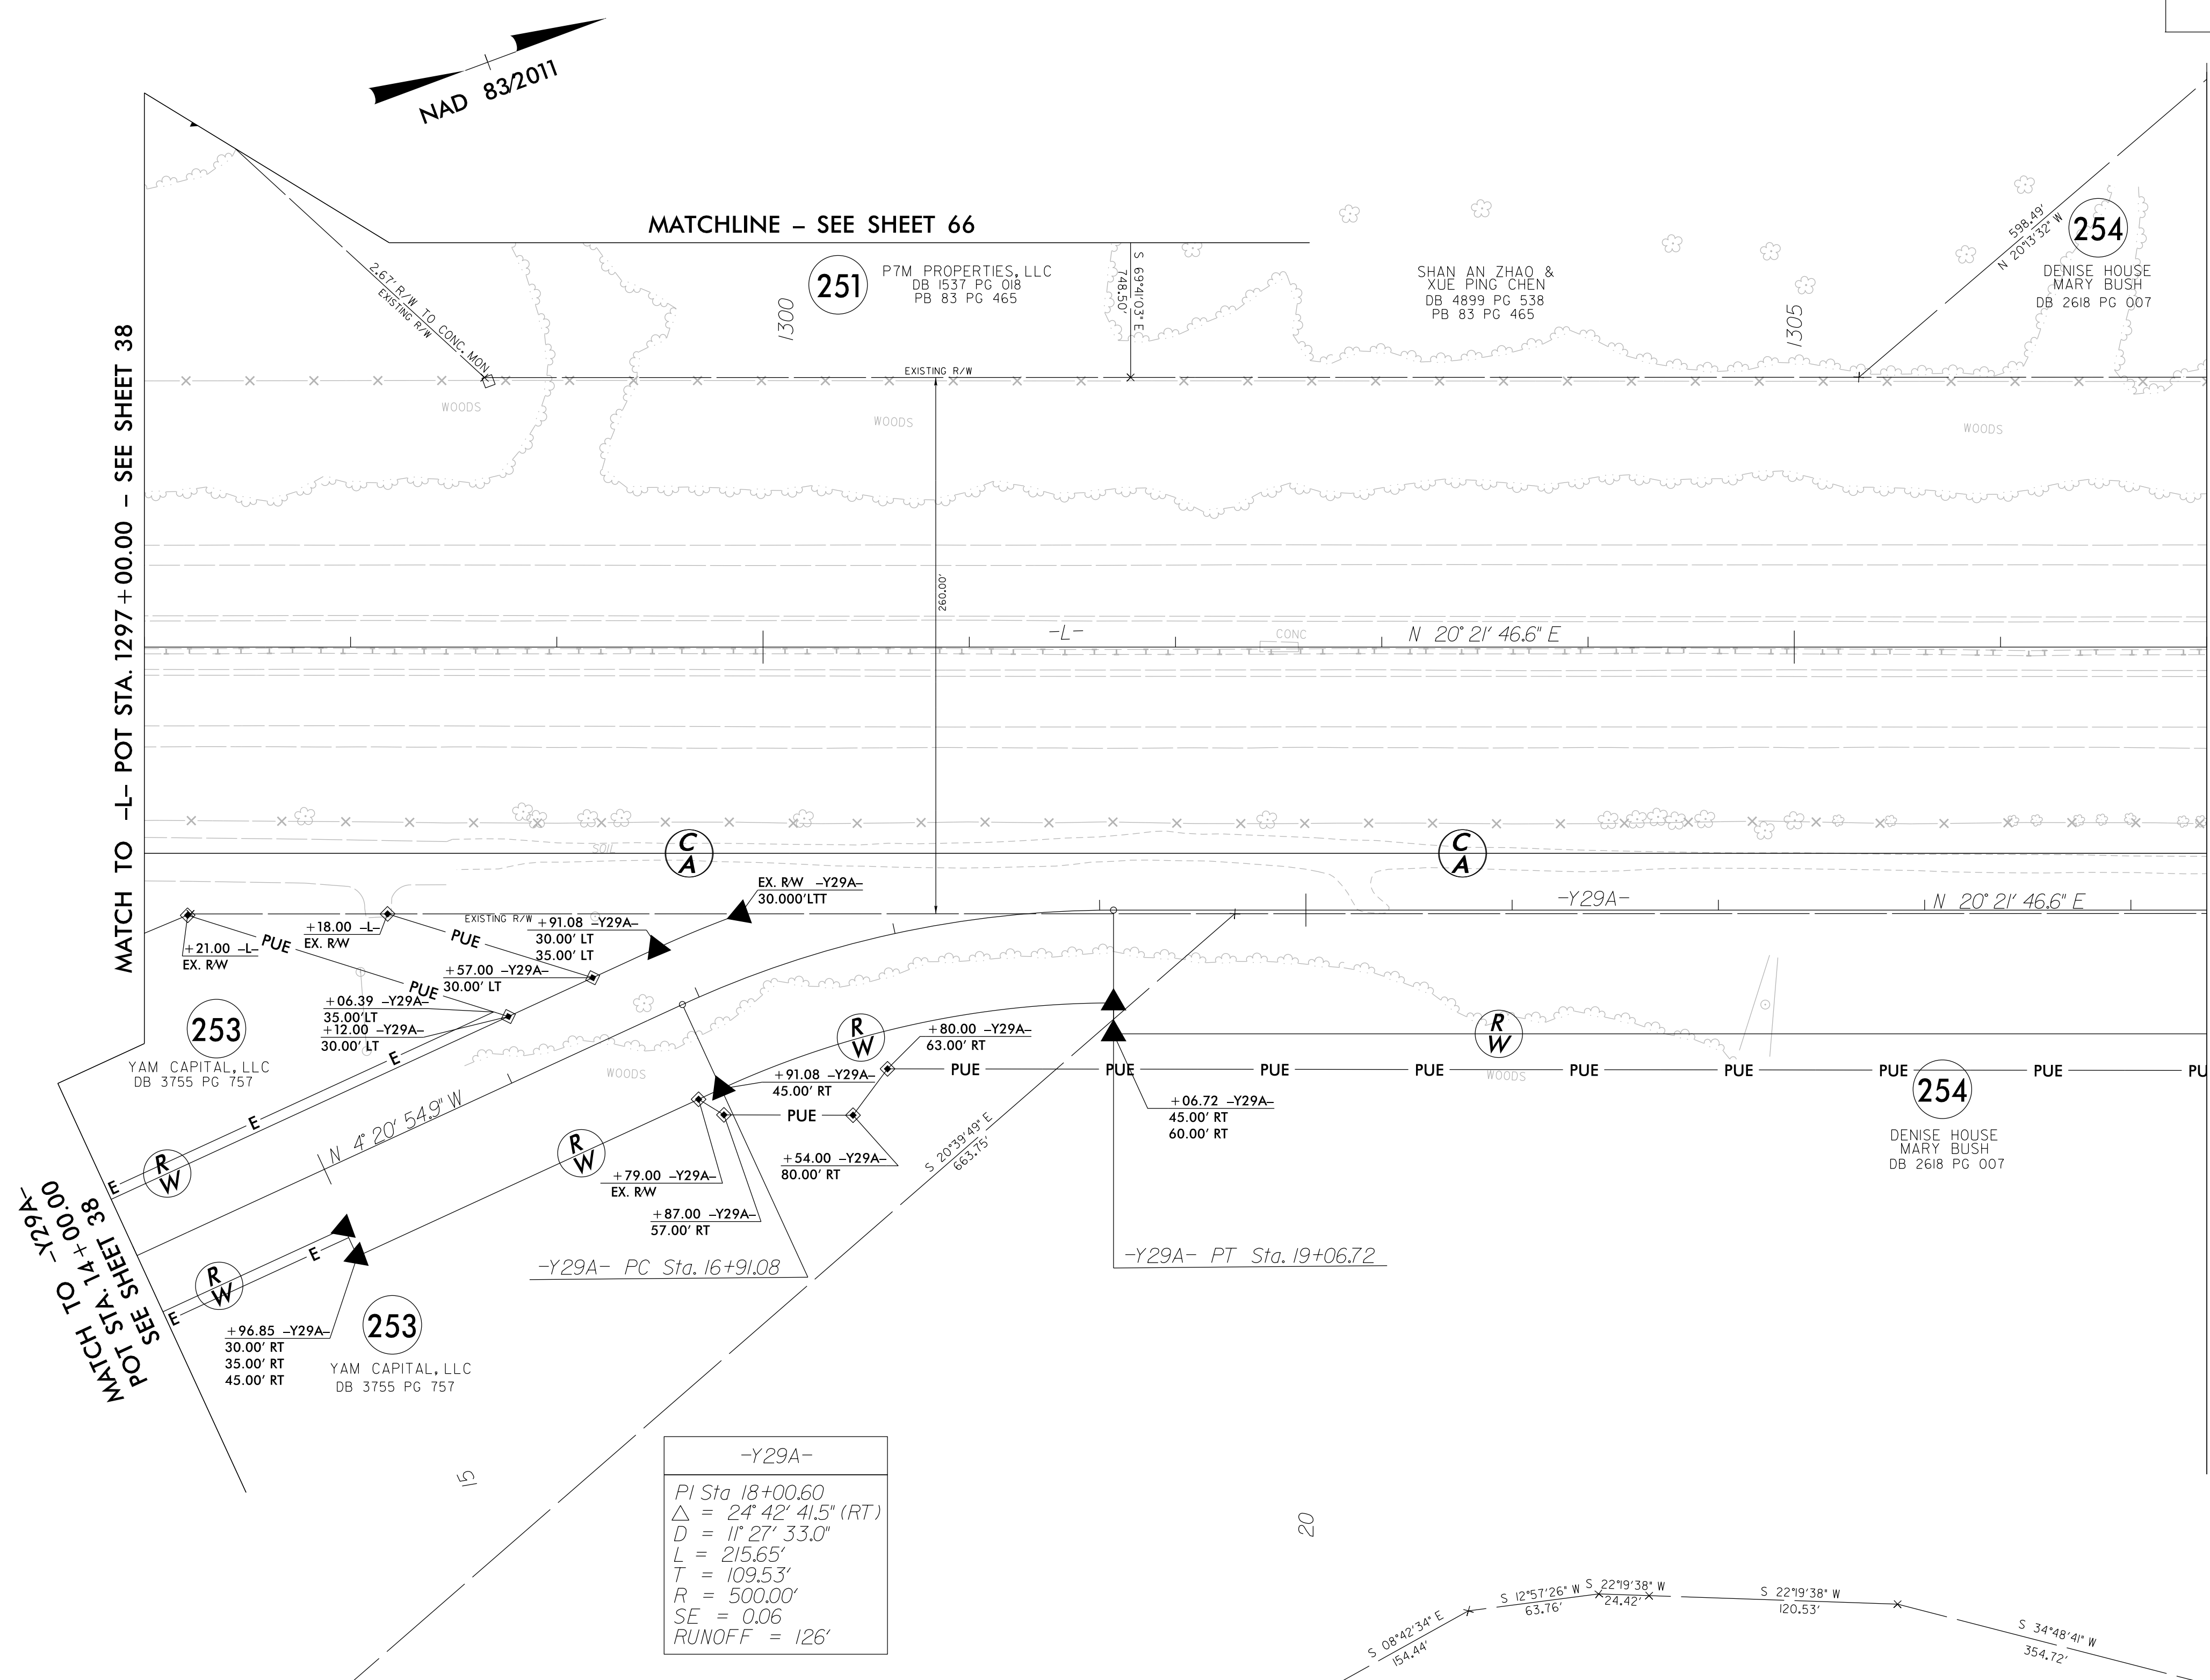 NAD 83/2011
MATCHLINE – SEE SHEET 66
MATCH TO –L– POT STA. 1297+00.00 – SEE SHEET 38
2.67' R/W TO CONC. MON.
EXISTING R/W
1300
251
P7M PROPERTIES, LLC
DB 1537 PG 018
PB 83 PG 465
S 69°41'03" E
748.50'
SHAN AN ZHAO &
XUE PING CHEN
DB 4899 PG 538
PB 83 PG 465
1305
598.49'
N 20°13'32" W
254
DENISE HOUSE
MARY BUSH
DB 2618 PG 007
EXISTING R/W
WOODS
WOODS
WOODS
260.00'
-L-
CONC
N 20° 21' 46.6" E
SOIL
C
A
C
A
EX. R/W –Y29A–
30.000'LTT
-Y29A-
N 20° 21' 46.6" E
EXISTING R/W
+91.08 –Y29A–
30.00' LT
35.00' LT
+18.00 –L–
EX. R/W
PUE
+21.00 –L–
EX. R/W
PUE
+57.00 –Y29A–
30.00' LT
PUE
+06.39 –Y29A–
35.00'LT
+12.00 –Y29A–
30.00' LT
253
YAM CAPITAL, LLC
DB 3755 PG 757
E
E
E
R
W
N 4° 20' 54.9" W
WOODS
R
W
+80.00 –Y29A–
63.00' RT
+91.08 –Y29A–
45.00' RT
PUE
PUE
PUE
PUE
PUE
PUE
PUE
PUE
PUE
PU
R
W
WOODS
254
DENISE HOUSE
MARY BUSH
DB 2618 PG 007
+06.72 –Y29A–
45.00' RT
60.00' RT
S 20°39'49" E
663.75'
+54.00 –Y29A–
80.00' RT
R
W
+79.00 –Y29A–
EX. R/W
+87.00 –Y29A–
57.00' RT
-Y29A- PC Sta. 16+91.08
-Y29A- PT Sta. 19+06.72
MATCH TO –Y29A–
POT STA. 14+00.00
SEE SHEET 38
E
E
R
W
+96.85 –Y29A–
30.00' RT
35.00' RT
45.00' RT
253
YAM CAPITAL, LLC
DB 3755 PG 757
15
20
-Y29A-
PI Sta 18+00.60
△ = 24° 42' 41.5" (RT)
D = 11° 27' 33.0"
L = 215.65'
T = 109.53'
R = 500.00'
SE = 0.06
RUNOFF = 126'
S 08°42'34" E
154.44'
S 12°57'26" W
63.76'
S 22°19'38" W
24.42'
S 22°19'38" W
120.53'
S 34°48'41" W
354.72'